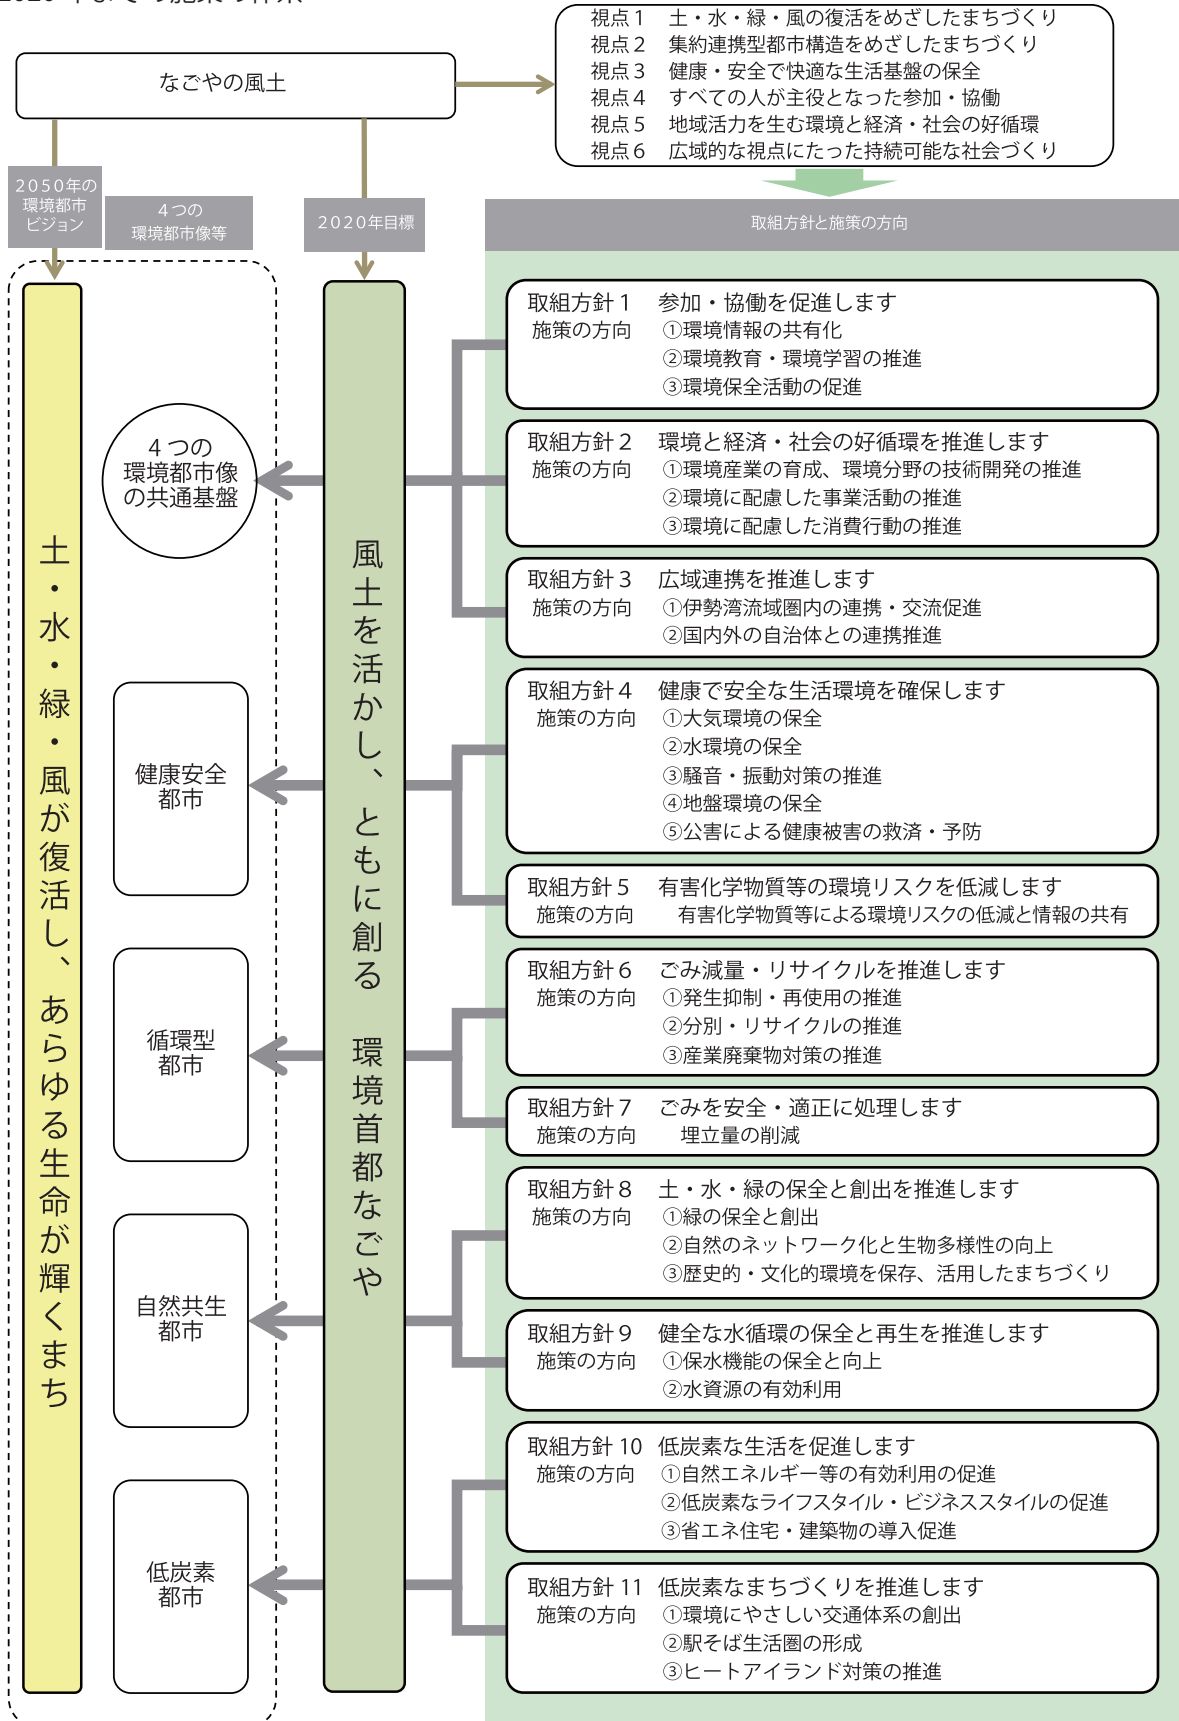 2020年までの施策の体系
視点1　土・水・緑・風の復活をめざしたまちづくり
視点2　集約連携型都市構造をめざしたまちづくり
視点3　健康・安全で快適な生活基盤の保全
視点4　すべての人が主役となった参加・協働
視点5　地域活力を生む環境と経済・社会の好循環
視点6　広域的な視点にたった持続可能な社会づくり
なごやの風土
2050年の
環境都市
ビジョン
4つの
環境都市像等
2020年目標
取組方針と施策の方向
土・水・緑・風が復活し、あらゆる生命が輝くまち
4つの
環境都市像
の共通基盤
健康安全
都市
循環型
都市
自然共生
都市
低炭素
都市
風土を活かし、ともに創る　環境首都なごや
取組方針1　参加・協働を促進します
施策の方向　①環境情報の共有化
②環境教育・環境学習の推進
③環境保全活動の促進
取組方針2　環境と経済・社会の好循環を推進します
施策の方向　①環境産業の育成、環境分野の技術開発の推進
②環境に配慮した事業活動の推進
③環境に配慮した消費行動の推進
取組方針3　広域連携を推進します
施策の方向　①伊勢湾流域圏内の連携・交流促進
②国内外の自治体との連携推進
取組方針4　健康で安全な生活環境を確保します
施策の方向　①大気環境の保全
②水環境の保全
③騒音・振動対策の推進
④地盤環境の保全
⑤公害による健康被害の救済・予防
取組方針5　有害化学物質等の環境リスクを低減します
施策の方向　有害化学物質等による環境リスクの低減と情報の共有
取組方針6　ごみ減量・リサイクルを推進します
施策の方向　①発生抑制・再使用の推進
②分別・リサイクルの推進
③産業廃棄物対策の推進
取組方針7　ごみを安全・適正に処理します
施策の方向　埋立量の削減
取組方針8　土・水・緑の保全と創出を推進します
施策の方向　①緑の保全と創出
②自然のネットワーク化と生物多様性の向上
③歴史的・文化的環境を保存、活用したまちづくり
取組方針9　健全な水循環の保全と再生を推進します
施策の方向　①保水機能の保全と向上
②水資源の有効利用
取組方針10　低炭素な生活を促進します
施策の方向　①自然エネルギー等の有効利用の促進
②低炭素なライフスタイル・ビジネススタイルの促進
③省エネ住宅・建築物の導入促進
取組方針11　低炭素なまちづくりを推進します
施策の方向　①環境にやさしい交通体系の創出
②駅そば生活圏の形成
③ヒートアイランド対策の推進